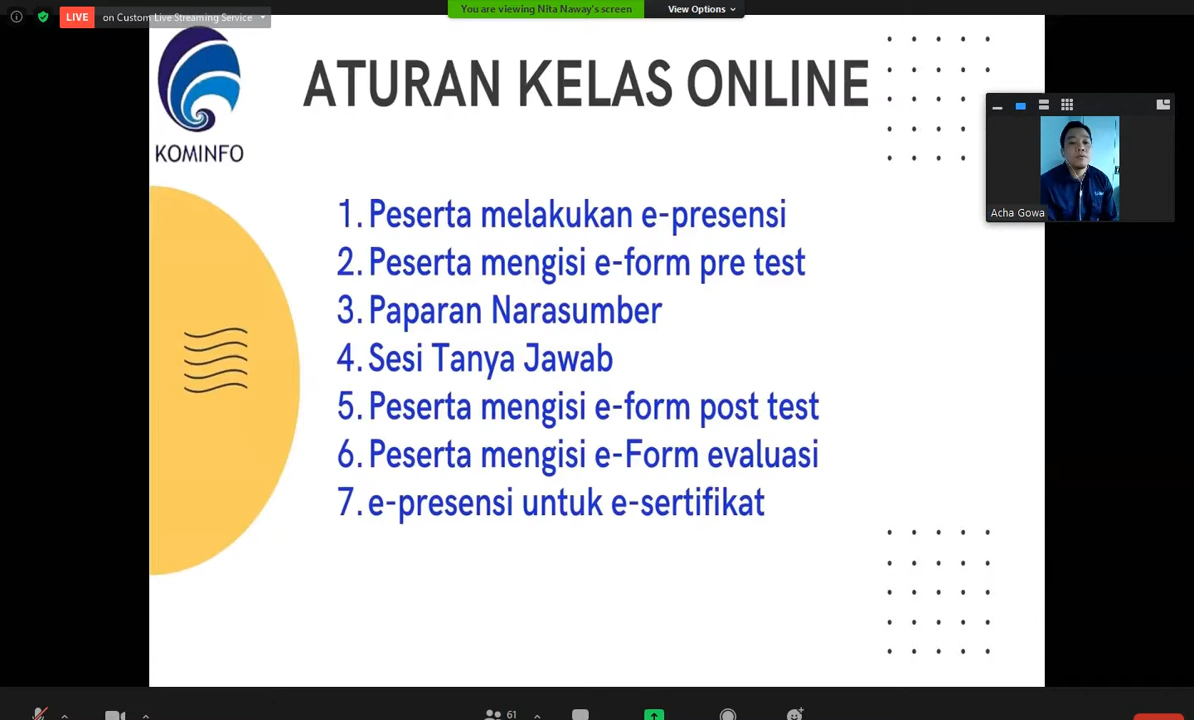 LIVE on Custom Live Streaming Service
You are viewing Nita Naway's screen View Options
KOMINFO
ATURAN KELAS ONLINE
Acha Gowa
1. Peserta melakukan e-presensi
2. Peserta mengisi e-form pre test
3. Paparan Narasumber
4. Sesi Tanya Jawab
5. Peserta mengisi e-form post test
6. Peserta mengisi e-Form evaluasi
7. e-presensi untuk e-sertifikat
61